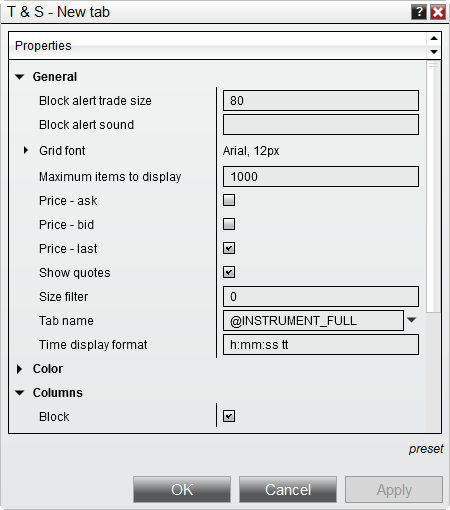 T & S - New tab ?
Properties
General
Block alert trade size 80
Block alert sound
Grid font Arial, 12px
Maximum items to display 1000
Price - ask
Price - bid
Price - last
Show quotes
Size filter 0
Tab name @INSTRUMENT_FULL
Time display format h:mm:ss tt
Color
Columns
Block
preset
OK Cancel Apply